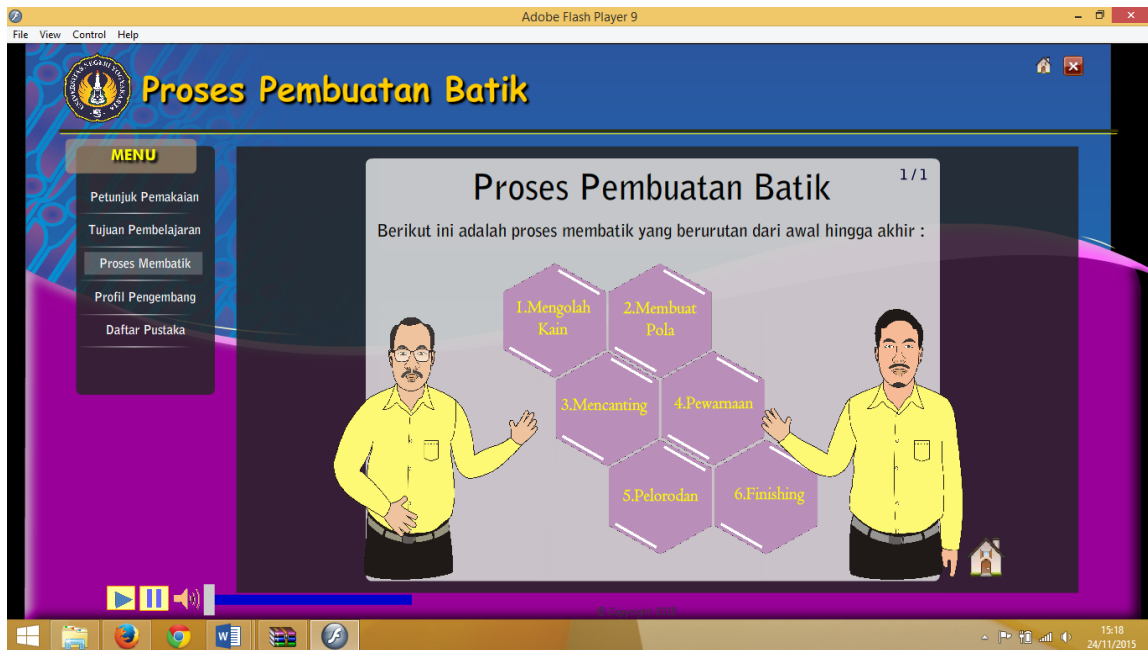 Adobe Flash Player 9
File View Control Help
UNIVERSITAS NEGERI YOGYAKARTA
Proses Pembuatan Batik
MENU
Petunjuk Pemakaian
Tujuan Pembelajaran
Proses Membatik
Profil Pengembang
Daftar Pustaka
Proses Pembuatan Batik
1/1
Berikut ini adalah proses membatik yang berurutan dari awal hingga akhir :
1.Mengolah
Kain
2.Membuat
Pola
3.Mencanting
4.Pewarnaan
5.Pelorodan
6.Finishing
15:18
24/11/2015